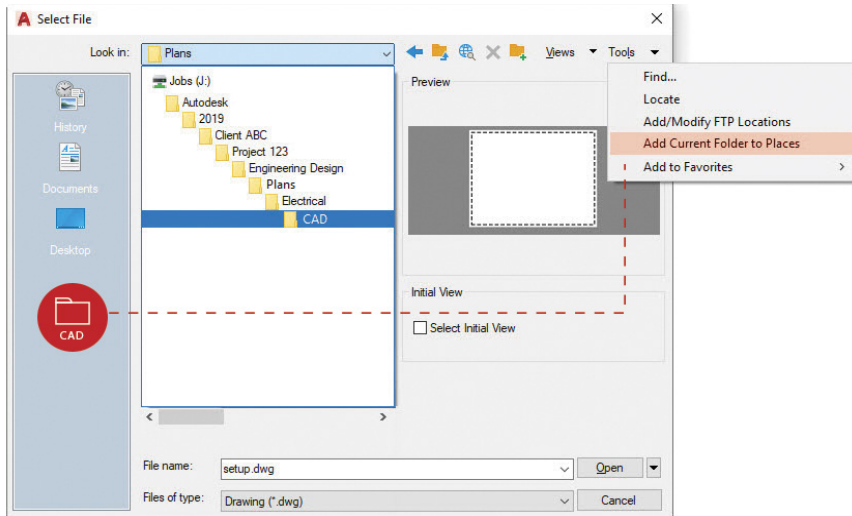 A Select File
Look in: Plans Views Tools
Jobs (J:)
Autodesk
2019
Client ABC
Project 123
Engineering Design
Plans
Electrical
CAD
History
Documents
Desktop
CAD
Preview
Find...
Locate
Add/Modify FTP Locations
Add Current Folder to Places
Add to Favorites
Initial View
Select Initial View
File name: setup.dwg Open
Files of type: Drawing (*.dwg) Cancel